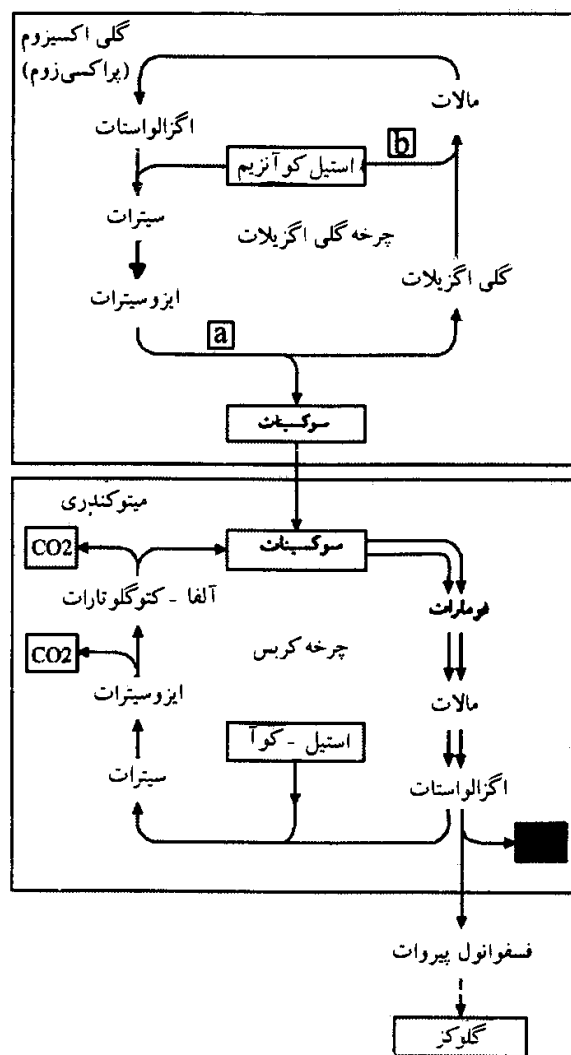 گلی اکسیزوم
(پراکسی‌زوم)
مالات
اگزالواستات
b
استیل کوآنزیم
سیترات
چرخه گلی اگزیلات
گلی اگزیلات
ایزوسیترات
a
سوکسینات
میتوکندری
CO2
سوکسینات
آلفا - کتوگلوتارات
فومارات
CO2
چرخه کربس
ایزوسیترات
مالات
استیل - کوآ
سیترات
اگزالواستات
فسفوانول پیروات
گلوکز